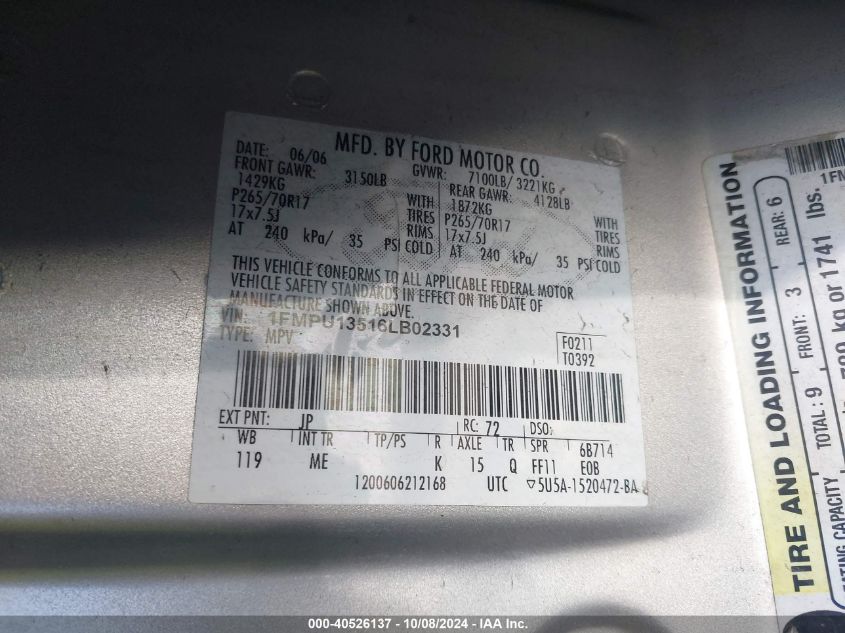 MFD. BY FORD MOTOR CO.
DATE: 06/06 GVWR: 7100LB/ 3221KG
FRONT GAWR: 3150LB REAR GAWR: 4128LB
1429KG WITH 1872KG WITH
P265/70R17 TIRES P265/70R17 TIRES
17x7.5J RIMS 17x7.5J RIMS
AT 240 kPa/ 35 PSI COLD AT 240 kPa/ 35 PSI COLD
THIS VEHICLE CONFORMS TO ALL APPLICABLE FEDERAL MOTOR
VEHICLE SAFETY STANDARDS IN EFFECT ON THE DATE OF
MANUFACTURE SHOWN ABOVE.
VIN: 1FMPU13516LB02331
TYPE: MPV
F0211
T0392
EXT PNT: JP RC: 72 DSO:
WB INT TR TP/PS R AXLE TR SPR 6B714
119 ME K 15 Q FF11 EOB
1200606212168 UTC ▽5U5A-1520472-BA
TIRE AND LOADING INFORMATION
SEATING CAPACITY TOTAL: 9 FRONT: 3 REAR: 6
kg or 1741 lbs.
1FM
000-40526137 - 10/08/2024 - IAA Inc.